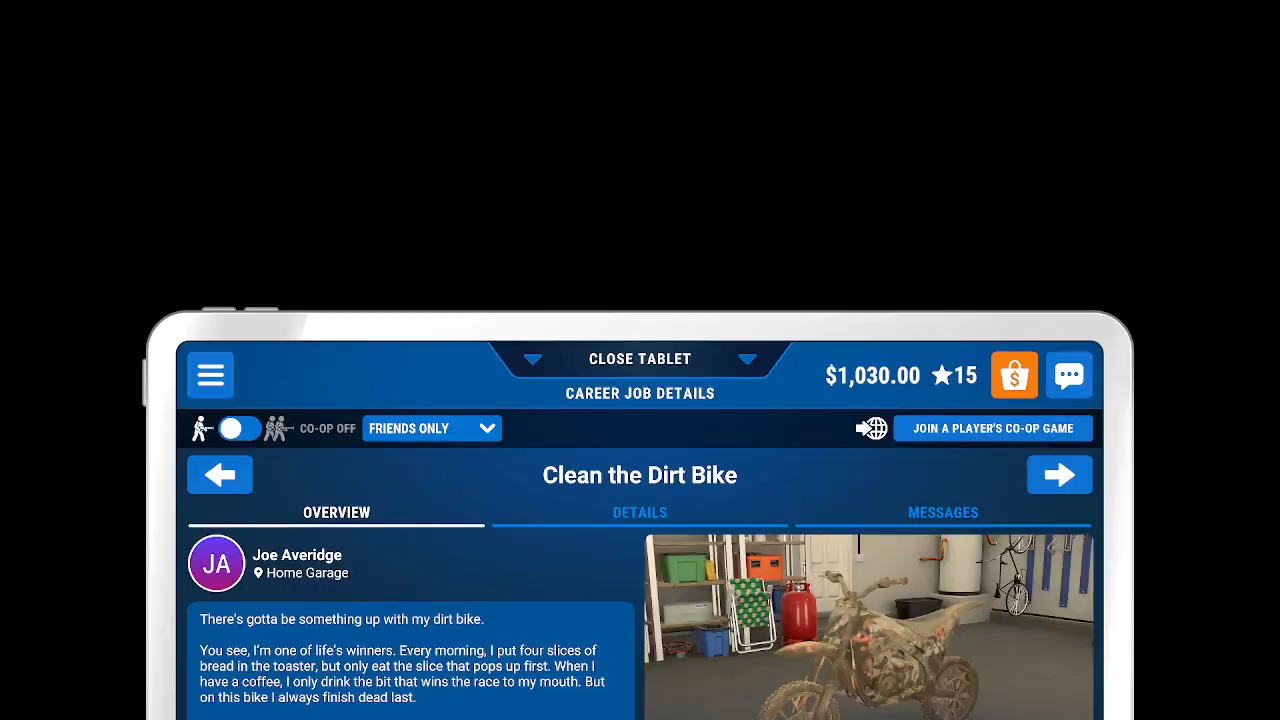 CLOSE TABLET
$1,030.00 ★15
CAREER JOB DETAILS
CO-OP OFF FRIENDS ONLY JOIN A PLAYER'S CO-OP GAME
Clean the Dirt Bike
OVERVIEW DETAILS MESSAGES
JA Joe Averidge
Home Garage
There's gotta be something up with my dirt bike.
You see, I'm one of life's winners. Every morning, I put four slices of
bread in the toaster, but only eat the slice that pops up first. When I
have a coffee, I only drink the bit that wins the race to my mouth. But
on this bike I always finish dead last.